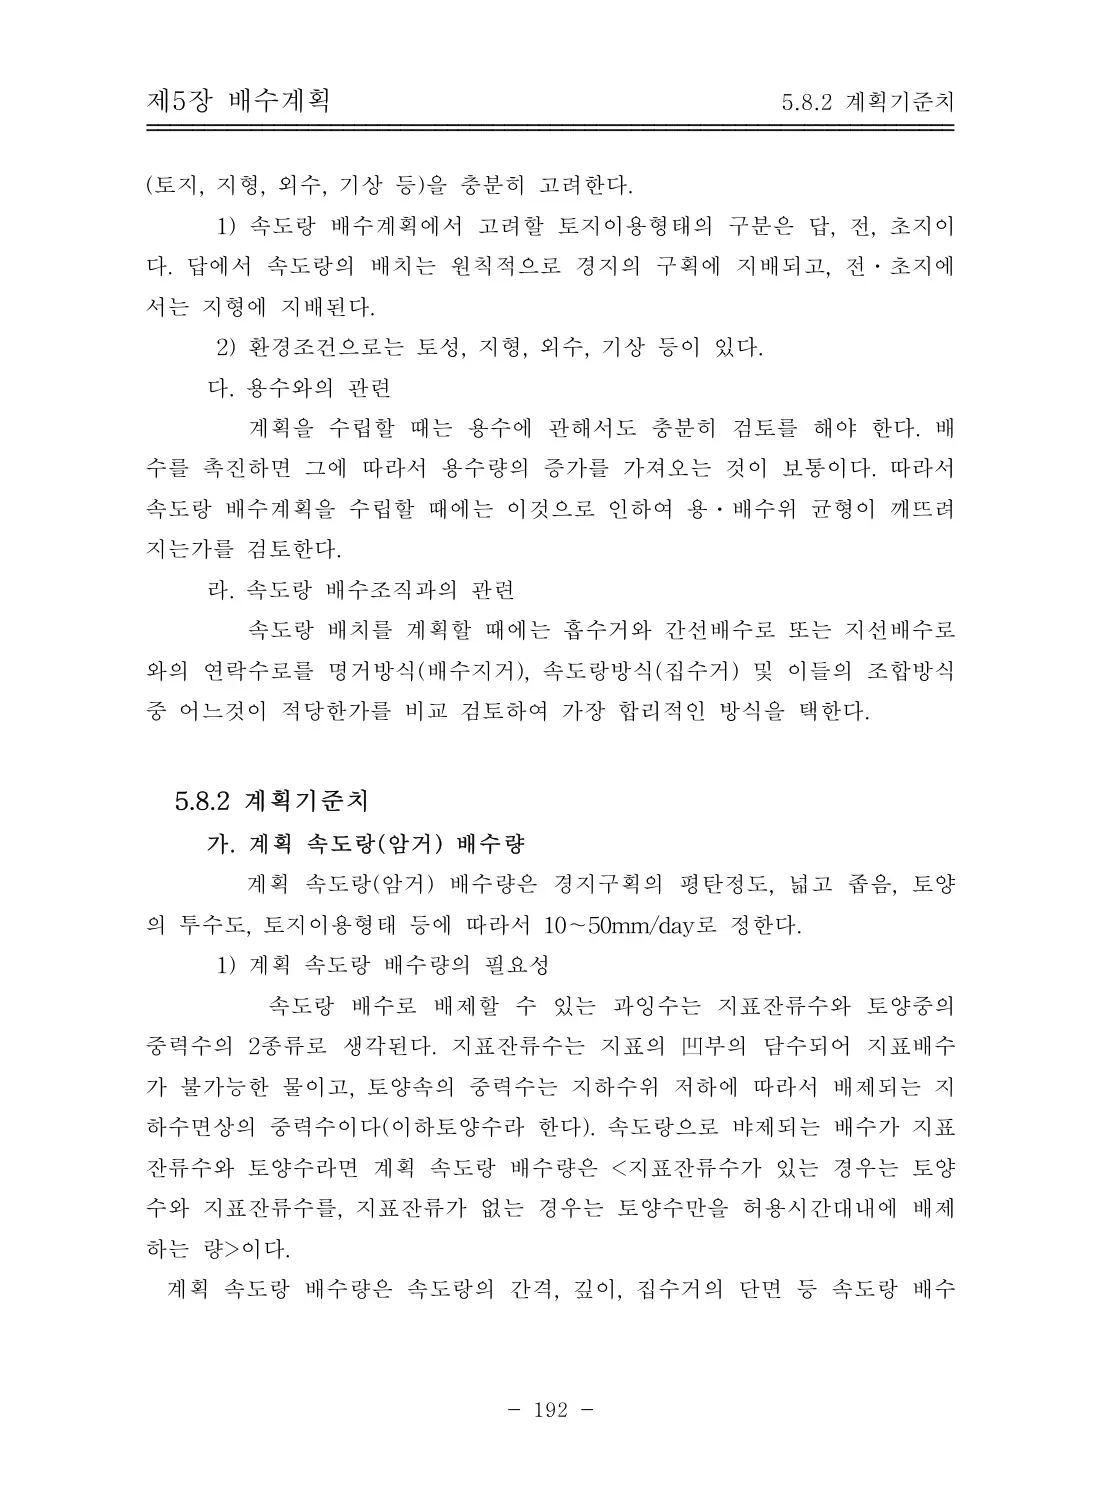 제5장 배수계획
5.8.2 계획기준치
(토지, 지형, 외수, 기상 등)을 충분히 고려한다.
1) 속도랑 배수계획에서 고려할 토지이용형태의 구분은 답, 전, 초지이
다. 답에서 속도랑의 배치는 원칙적으로 경지의 구획에 지배되고, 전・초지에
서는 지형에 지배된다.
2) 환경조건으로는 토성, 지형, 외수, 기상 등이 있다.
다. 용수와의 관련
계획을 수립할 때는 용수에 관해서도 충분히 검토를 해야 한다. 배
수를 촉진하면 그에 따라서 용수량의 증가를 가져오는 것이 보통이다. 따라서
속도랑 배수계획을 수립할 때에는 이것으로 인하여 용・배수위 균형이 깨뜨려
지는가를 검토한다.
라. 속도랑 배수조직과의 관련
속도랑 배치를 계획할 때에는 흡수거와 간선배수로 또는 지선배수로
와의 연락수로를 명거방식(배수지거), 속도랑방식(집수거) 및 이들의 조합방식
중 어느것이 적당한가를 비교 검토하여 가장 합리적인 방식을 택한다.
5.8.2 계획기준치
가. 계획 속도랑(암거) 배수량
계획 속도랑(암거) 배수량은 경지구획의 평탄정도, 넓고 좁음, 토양
의 투수도, 토지이용형태 등에 따라서 10~50mm/day로 정한다.
1) 계획 속도랑 배수량의 필요성
속도랑 배수로 배제할 수 있는 과잉수는 지표잔류수와 토양중의
중력수의 2종류로 생각된다. 지표잔류수는 지표의 凹부의 담수되어 지표배수
가 불가능한 물이고, 토양속의 중력수는 지하수위 저하에 따라서 배제되는 지
하수면상의 중력수이다(이하토양수라 한다). 속도랑으로 뱌제되는 배수가 지표
잔류수와 토양수라면 계획 속도랑 배수량은 <지표잔류수가 있는 경우는 토양
수와 지표잔류수를, 지표잔류가 없는 경우는 토양수만을 허용시간대내에 배제
하는 량>이다.
계획 속도랑 배수량은 속도랑의 간격, 깊이, 집수거의 단면 등 속도랑 배수
- 192 -